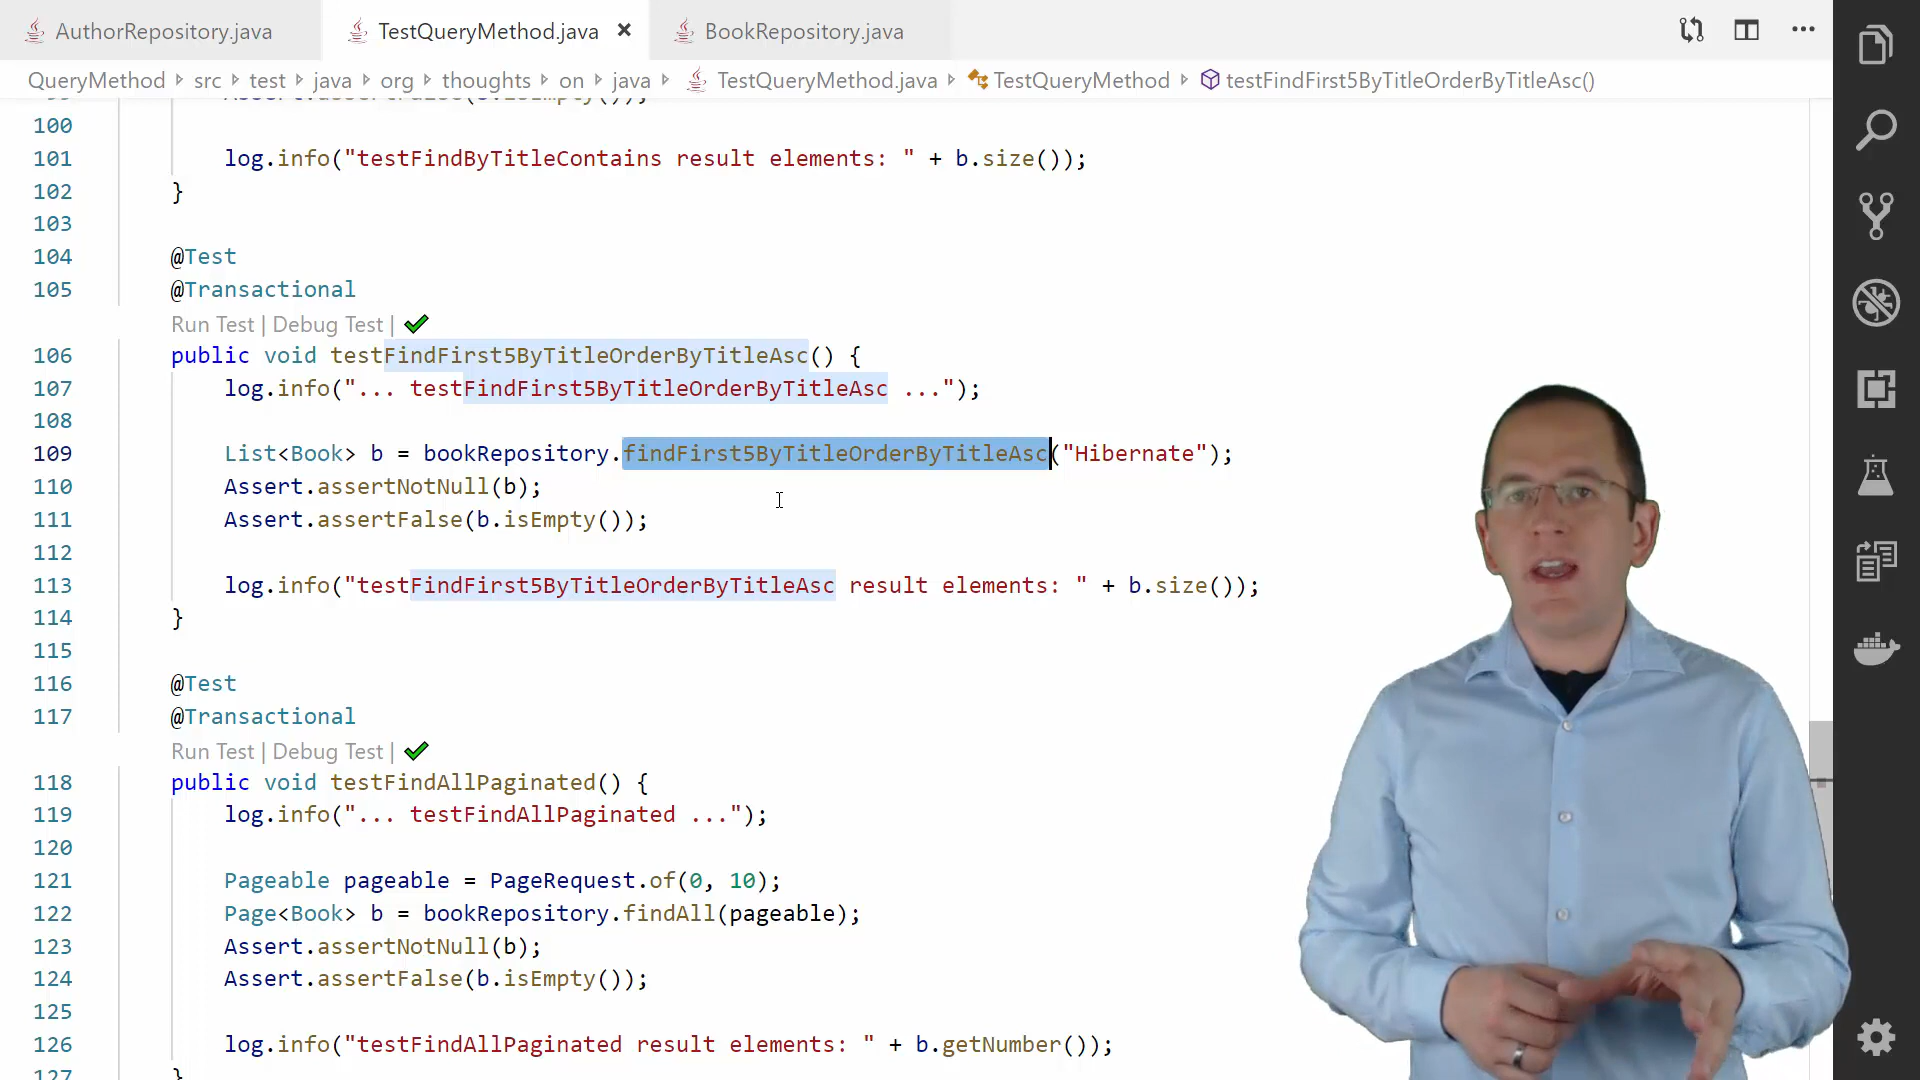 AuthorRepository.java
TestQueryMethod.java
BookRepository.java
QueryMethod src test java org thoughts on java TestQueryMethod.java TestQueryMethod testFindFirst5ByTitleOrderByTitleAsc()
100
101 log.info("testFindByTitleContains result elements: " + b.size());
102 }
103
104 @Test
105 @Transactional
Run Test | Debug Test |
106 public void testFindFirst5ByTitleOrderByTitleAsc() {
107 log.info("... testFindFirst5ByTitleOrderByTitleAsc ...");
108
109 List<Book> b = bookRepository.findFirst5ByTitleOrderByTitleAsc("Hibernate");
110 Assert.assertNotNull(b);
111 Assert.assertFalse(b.isEmpty());
112
113 log.info("testFindFirst5ByTitleOrderByTitleAsc result elements: " + b.size());
114 }
115
116 @Test
117 @Transactional
Run Test | Debug Test |
118 public void testFindAllPaginated() {
119 log.info("... testFindAllPaginated ...");
120
121 Pageable pageable = PageRequest.of(0, 10);
122 Page<Book> b = bookRepository.findAll(pageable);
123 Assert.assertNotNull(b);
124 Assert.assertFalse(b.isEmpty());
125
126 log.info("testFindAllPaginated result elements: " + b.getNumber());
127 }